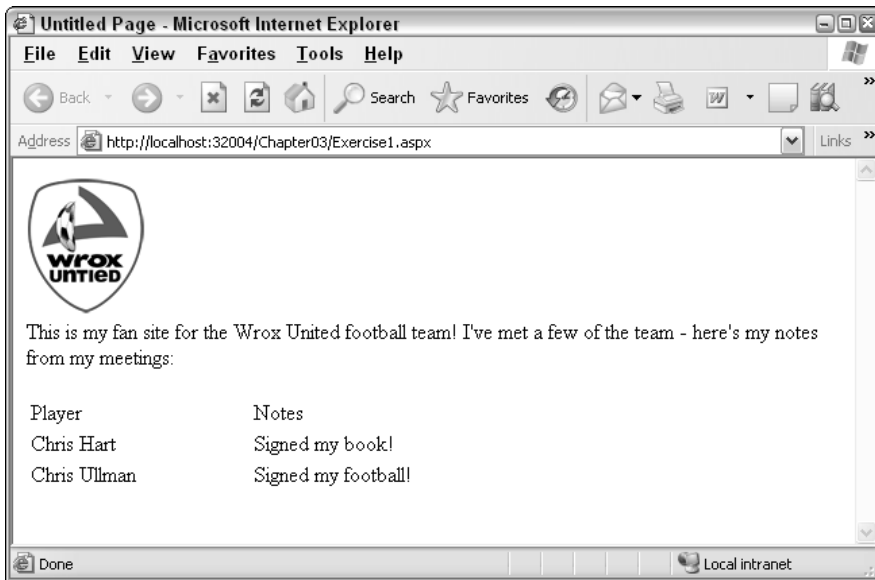 Untitled Page - Microsoft Internet Explorer
File Edit View Favorites Tools Help
Back Search Favorites W »
Address http://localhost:32004/Chapter03/Exercise1.aspx Links »
wrox
UNTIED
This is my fan site for the Wrox United football team! I've met a few of the team - here's my notes
from my meetings:
Player Notes
Chris Hart Signed my book!
Chris Ullman Signed my football!
Done Local intranet